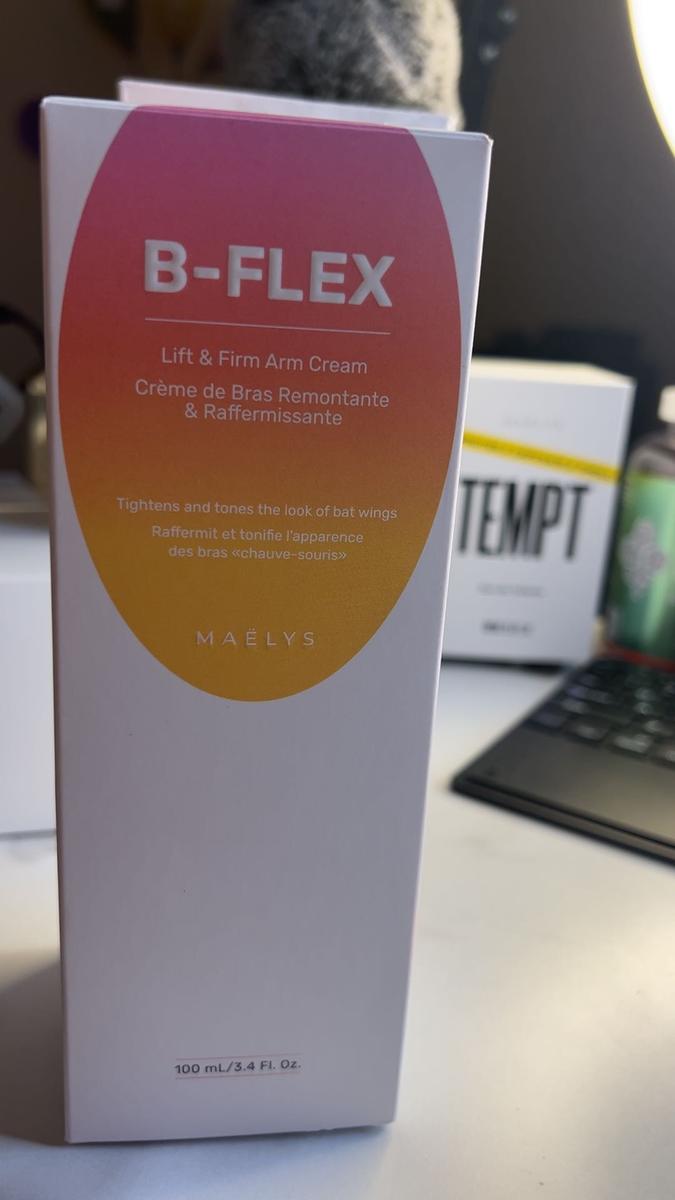 B-FLEX
Lift & Firm Arm Cream
Crème de Bras Remontante
& Raffermissante
Tightens and tones the look of bat wings
Raffermit et tonifie l'apparence
des bras «chauve-souris»
MAËLYS
100 mL/3.4 Fl. Oz.
TEMPT